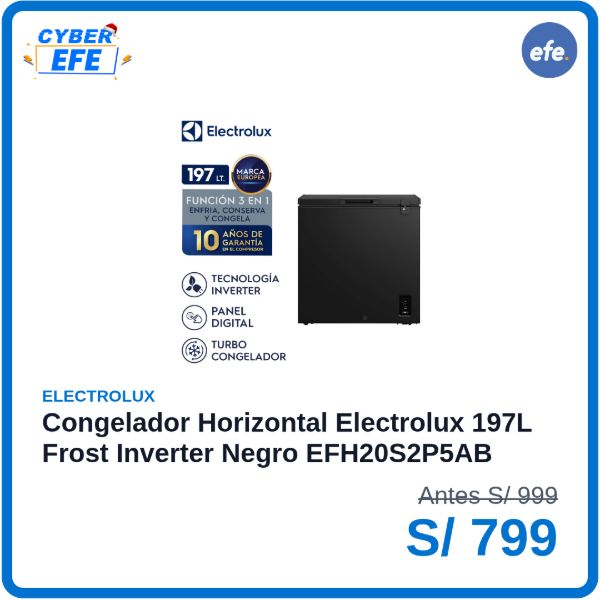 CYBER
EFE
efe.
Electrolux
197 LT.
MARCA
EUROPEA
FUNCIÓN 3 EN 1
ENFRIA, CONSERVA
Y CONGELA
10 AÑOS DE
GARANTÍA
EN EL COMPRESOR
TECNOLOGÍA
INVERTER
PANEL
DIGITAL
TURBO
CONGELADOR
ELECTROLUX
Congelador Horizontal Electrolux 197L
Frost Inverter Negro EFH20S2P5AB
Antes S/ 999
S/ 799